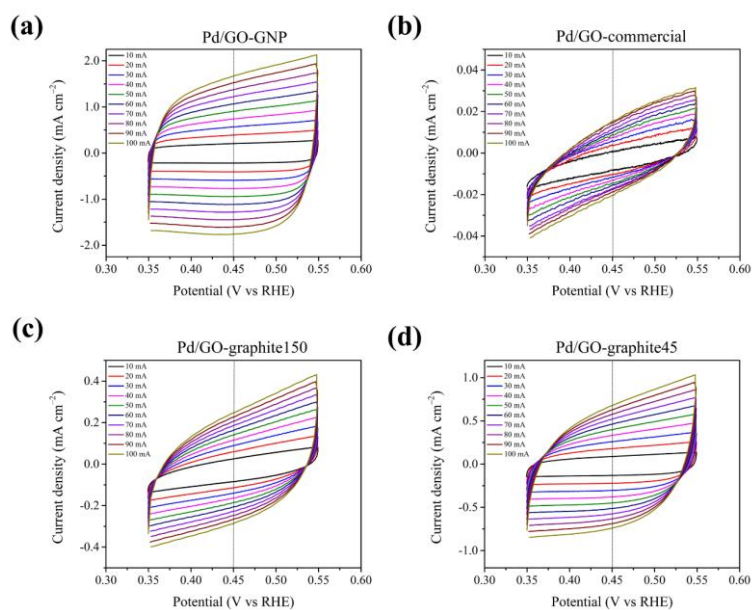 (a)
Pd/GO-GNP
10 mA
20 mA
30 mA
40 mA
50 mA
60 mA
70 mA
80 mA
90 mA
100 mA
2.0
1.0
0.0
-1.0
-2.0
Current density (mA cm⁻²)
0.30 0.35 0.40 0.45 0.50 0.55 0.60
Potential (V vs RHE)
(b)
Pd/GO-commercial
10 mA
20 mA
30 mA
40 mA
50 mA
60 mA
70 mA
80 mA
90 mA
100 mA
0.04
0.02
0.00
-0.02
-0.04
Current density (mA cm⁻²)
0.30 0.35 0.40 0.45 0.50 0.55 0.60
Potential (V vs RHE)
(c)
Pd/GO-graphite150
10 mA
20 mA
30 mA
40 mA
50 mA
60 mA
70 mA
80 mA
90 mA
100 mA
0.4
0.2
0.0
-0.2
-0.4
Current density (mA cm⁻²)
0.30 0.35 0.40 0.45 0.50 0.55 0.60
Potential (V vs RHE)
(d)
Pd/GO-graphite45
10 mA
20 mA
30 mA
40 mA
50 mA
60 mA
70 mA
80 mA
90 mA
100 mA
1.0
0.5
0.0
-0.5
-1.0
Current density (mA cm⁻²)
0.30 0.35 0.40 0.45 0.50 0.55 0.60
Potential (V vs RHE)